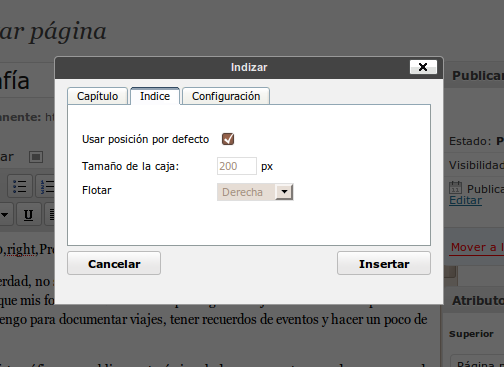 ar página
Indizar
afía
Publicar
Capítulo
Indice
Configuración
anente: ht
ar
Usar posición por defecto
Estado: P
Tamaño de la caja:
200
px
Visibilidad
Flotar
Derecha
Publica
Editar
U
o,right,Pre
Mover a l
Cancelar
Insertar
erdad, no s
que mis fo
Atributo
engo para documentar viajes, tener recuerdos de eventos y hacer un poco de
Superior
Página p